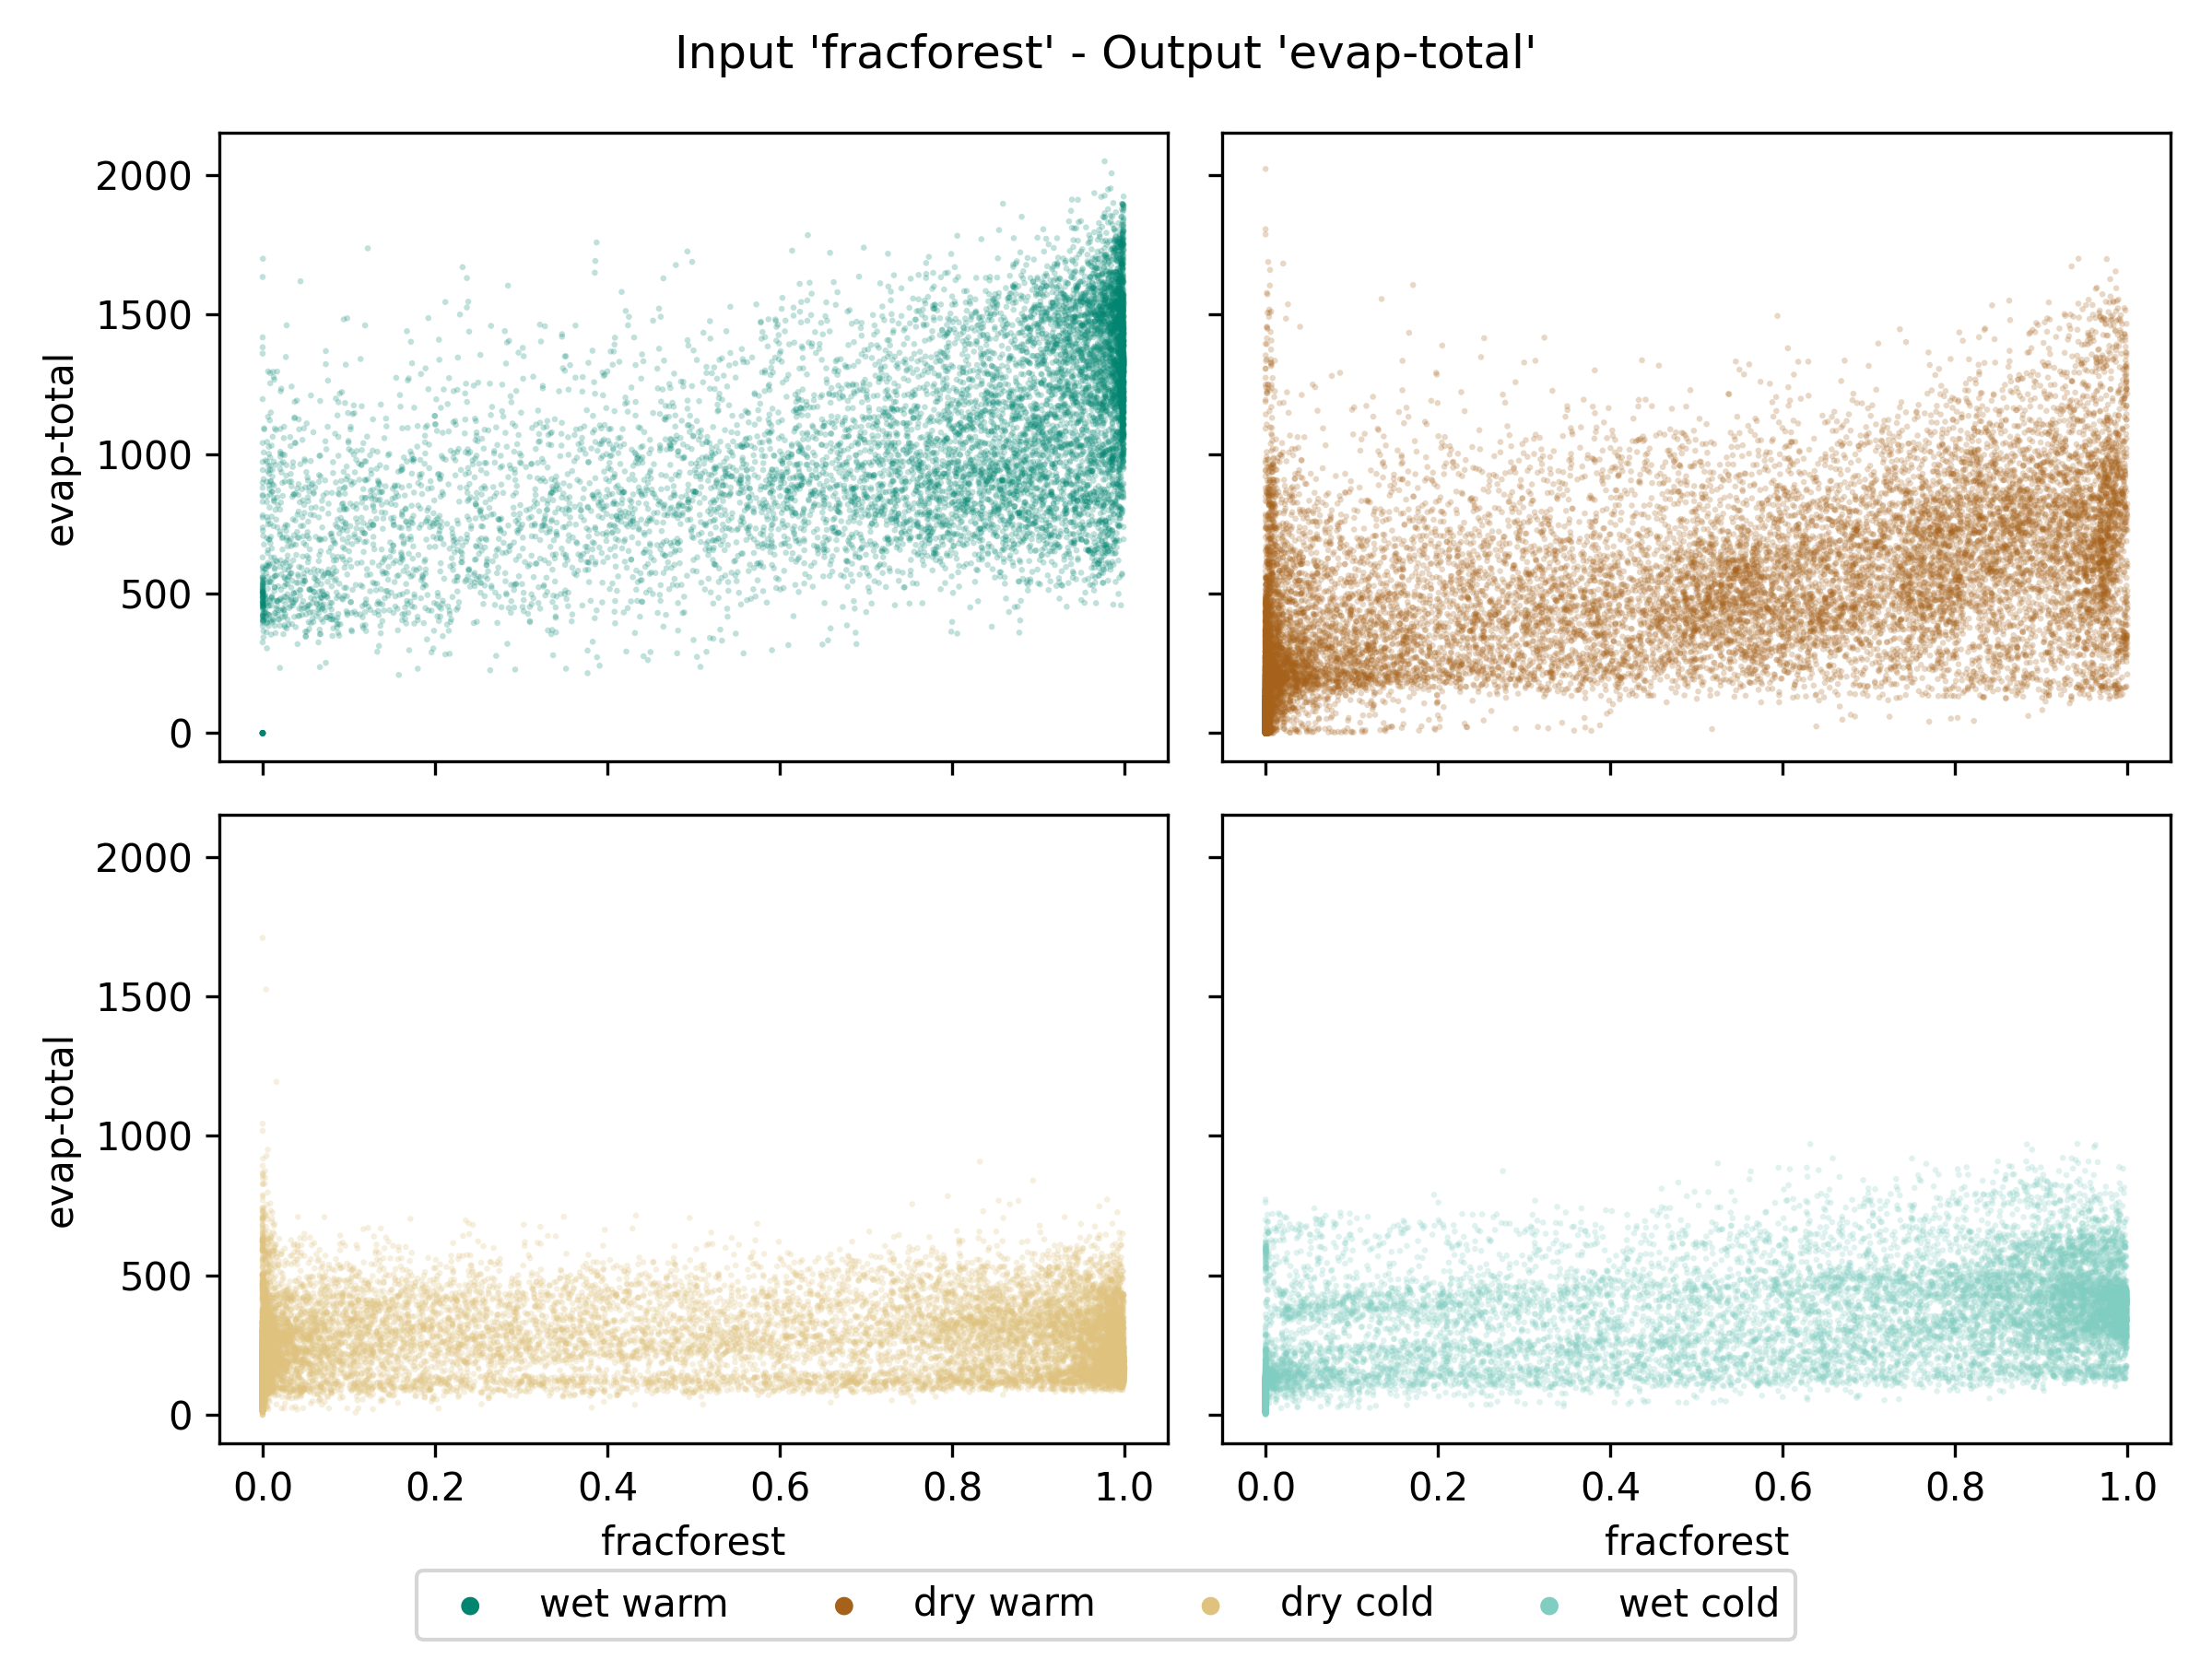 Input 'fracforest' - Output 'evap-total'
evap-total
2000
1500
1000
500
0
evap-total
2000
1500
1000
500
0
0.0 0.2 0.4 0.6 0.8 1.0
0.0 0.2 0.4 0.6 0.8 1.0
fracforest
fracforest
wet warm dry warm dry cold wet cold